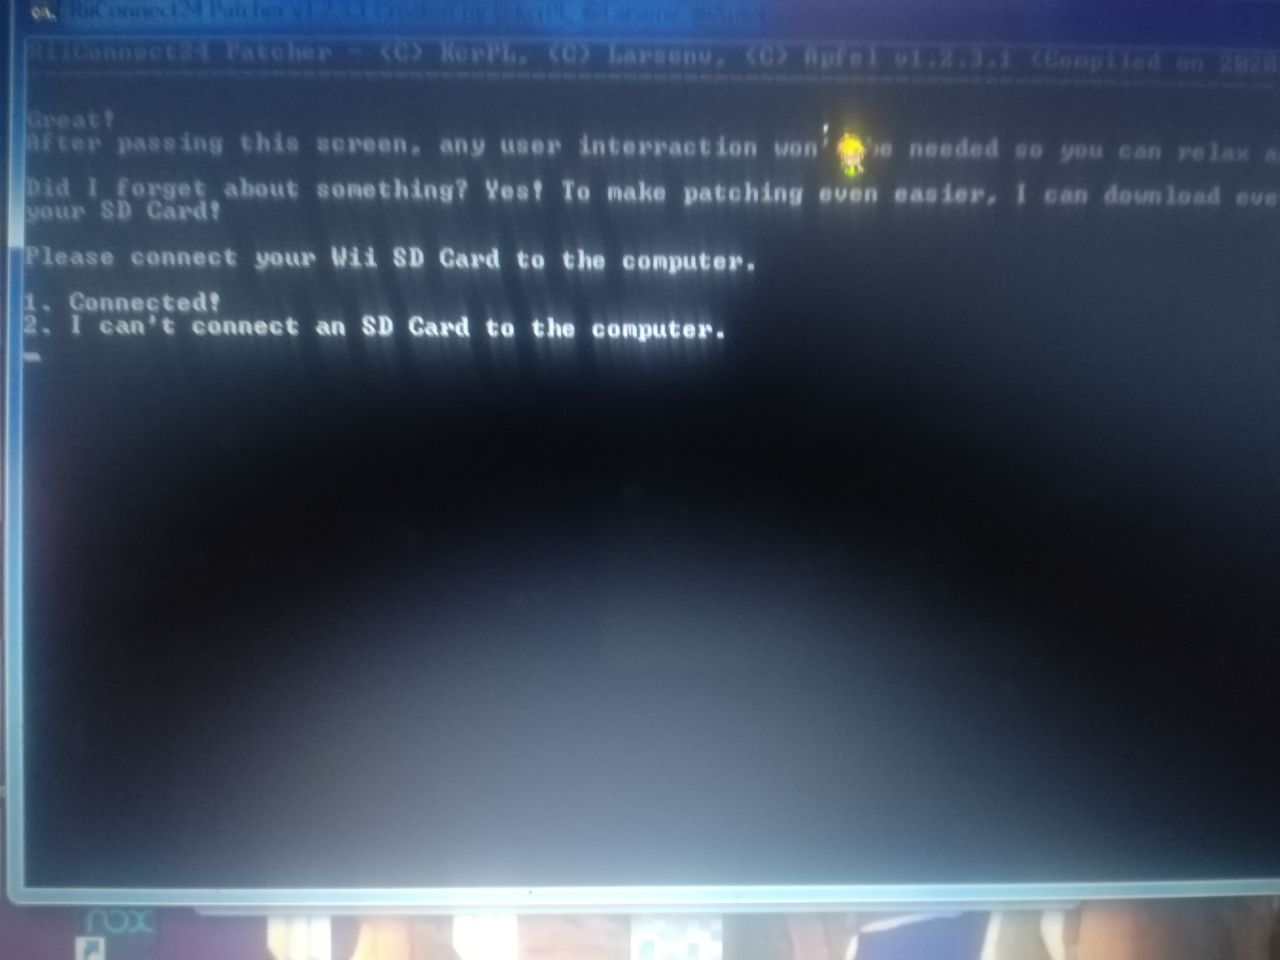 RiiConnect24 Patcher v1.2.3.1 Created by @KcrPL, @Larsenv, @Apfel
RiiConnect24 Patcher - (C) KcrPL, (C) Larsenv, (C) Apfel v1.2.3.1 (Compiled on 2020
Great!
After passing this screen, any user interraction won' be needed so you can relax a
Did I forget about something? Yes! To make patching even easier, I can download eve
your SD Card!
Please connect your Wii SD Card to the computer.
1. Connected!
2. I can't connect an SD Card to the computer.
nox